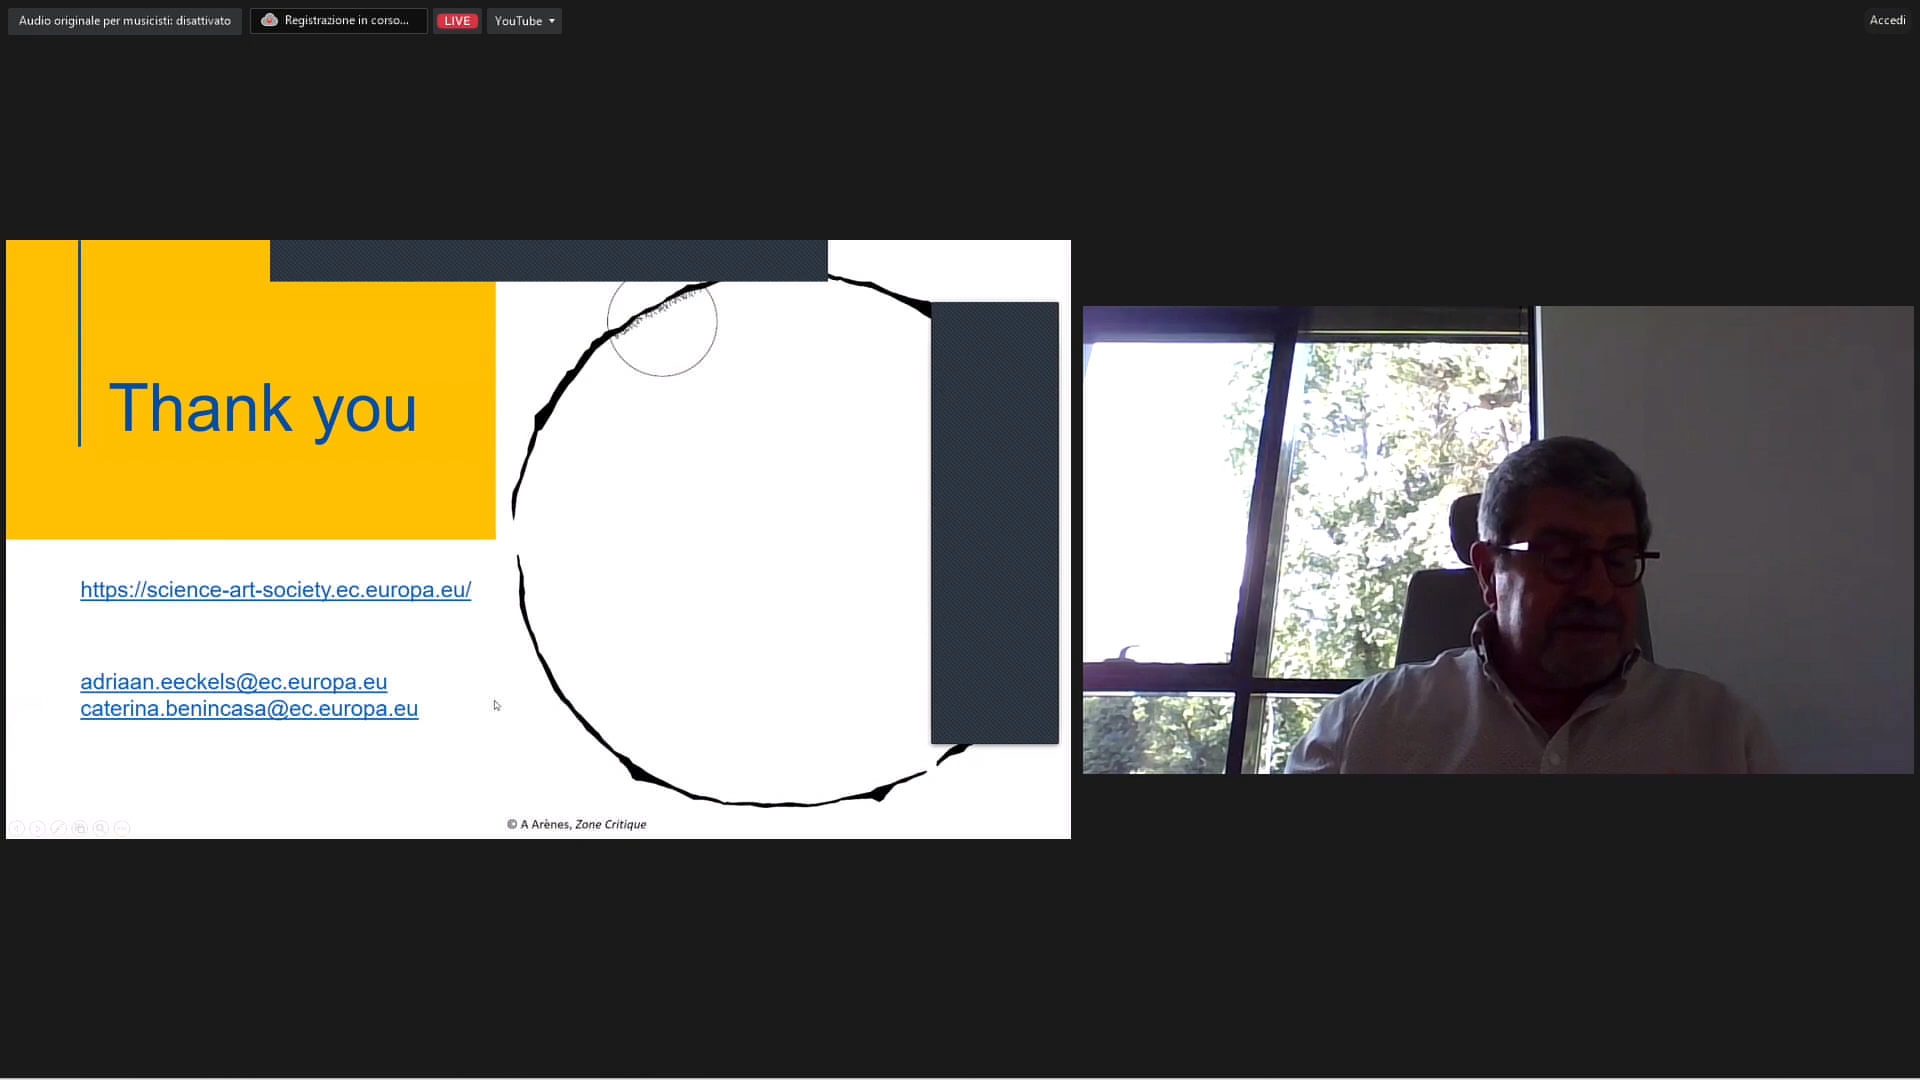 Audio originale per musicisti: disattivato
Registrazione in corso...
LIVE
YouTube
Accedi
Thank you
https://science-art-society.ec.europa.eu/
adriaan.eeckels@ec.europa.eu
caterina.benincasa@ec.europa.eu
© A Arènes, Zone Critique